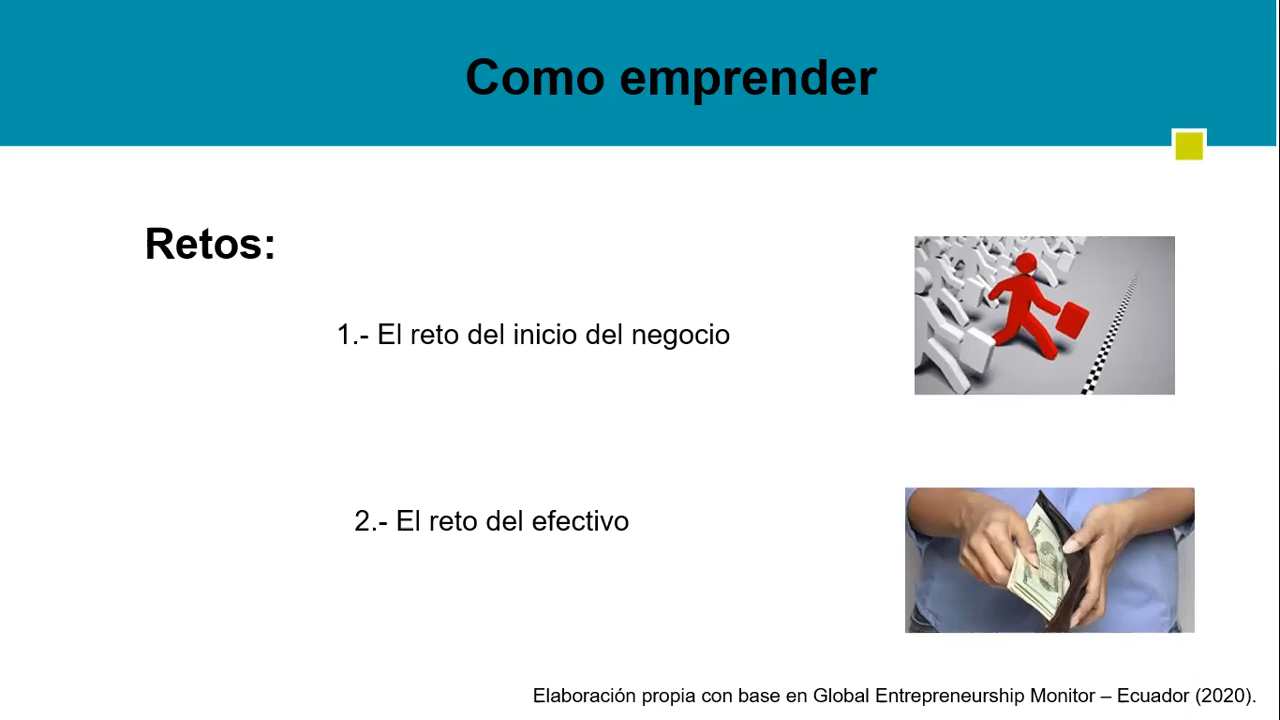 Como emprender
Retos:
1.- El reto del inicio del negocio
2.- El reto del efectivo
Elaboración propia con base en Global Entrepreneurship Monitor – Ecuador (2020).